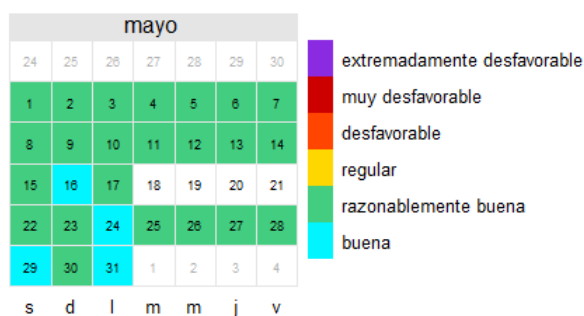 mayo
24 25 26 27 28 29 30
1 2 3 4 5 6 7
8 9 10 11 12 13 14
15 16 17 18 19 20 21
22 23 24 25 26 27 28
29 30 31 1 2 3 4
s d l m m j v
extremadamente desfavorable
muy desfavorable
desfavorable
regular
razonablemente buena
buena